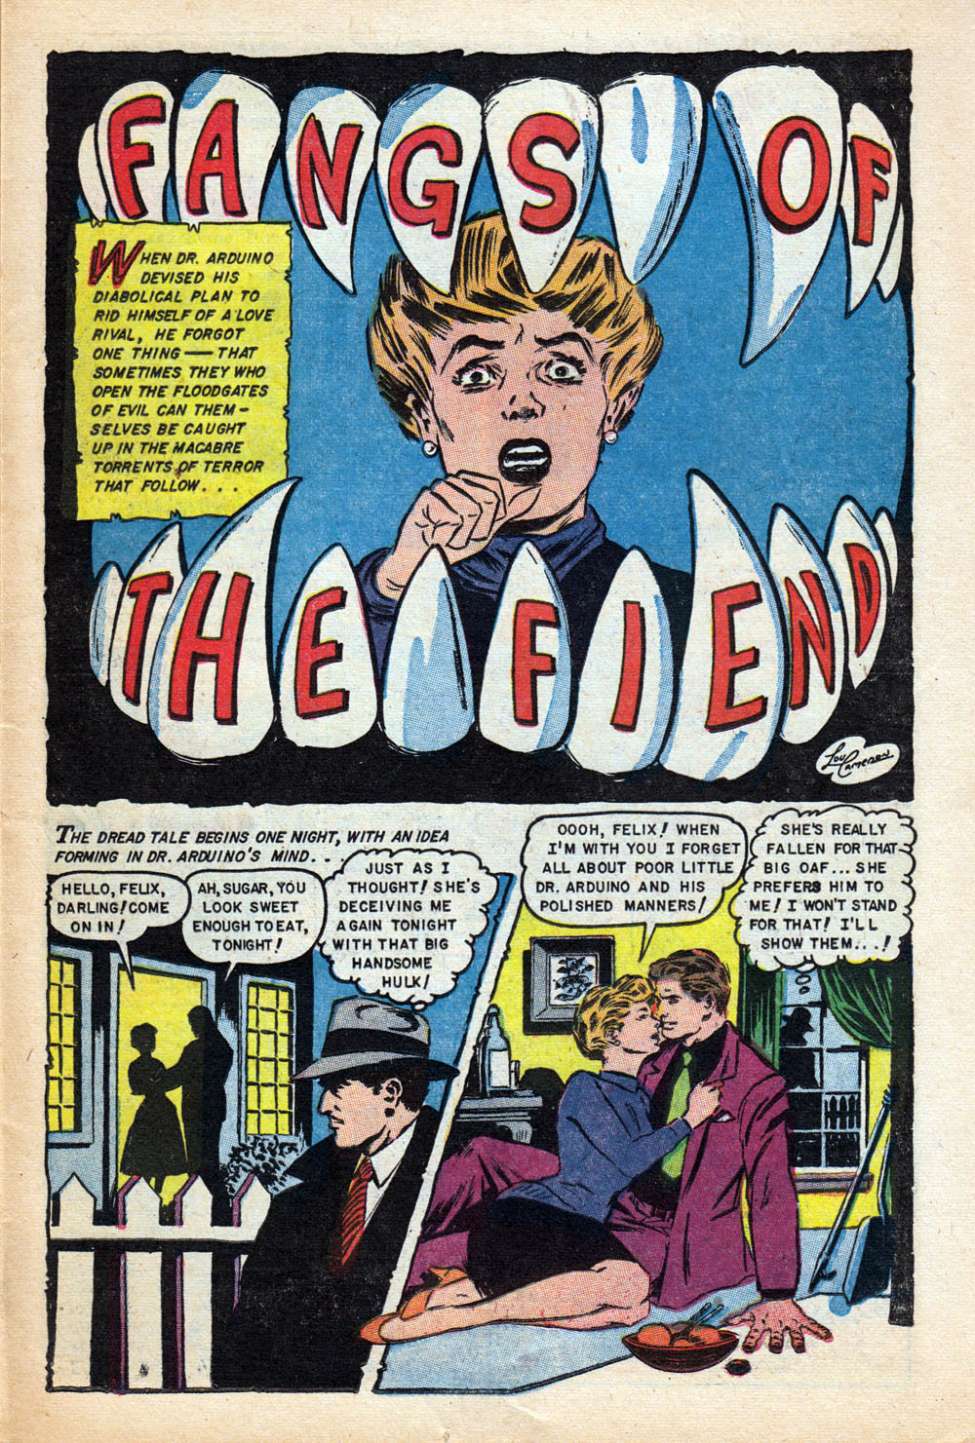 FANGS OF
WHEN DR. ARDUINO
DEVISED HIS
DIABOLICAL PLAN TO
RID HIMSELF OF A LOVE
RIVAL, HE FORGOT
ONE THING — THAT
SOMETIMES THEY WHO
OPEN THE FLOODGATES
OF EVIL CAN THEM-
SELVES BE CAUGHT
UP IN THE MACABRE
TORRENTS OF TERROR
THAT FOLLOW...
THE FIEND
Lou
Cameron
THE DREAD TALE BEGINS ONE NIGHT, WITH AN IDEA
FORMING IN DR. ARDUINO'S MIND...
HELLO, FELIX,
DARLING! COME
ON IN!
AH, SUGAR, YOU
LOOK SWEET
ENOUGH TO EAT,
TONIGHT!
JUST AS I
THOUGHT! SHE'S
DECEIVING ME
AGAIN TONIGHT
WITH THAT BIG
HANDSOME
HULK!
OOOH, FELIX! WHEN
I'M WITH YOU I FORGET
ALL ABOUT POOR LITTLE
DR. ARDUINO AND HIS
POLISHED MANNERS!
SHE'S REALLY
FALLEN FOR THAT
BIG OAF... SHE
PREFERS HIM TO
ME! I WON'T STAND
FOR THAT! I'LL
SHOW THEM...!